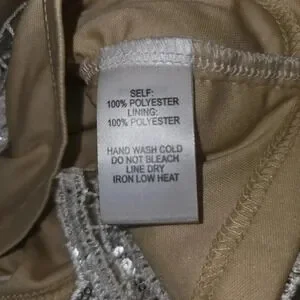 SELF:
100% POLYESTER
LINING:
100% POLYESTER
HAND WASH COLD
DO NOT BLEACH
LINE DRY
IRON LOW HEAT